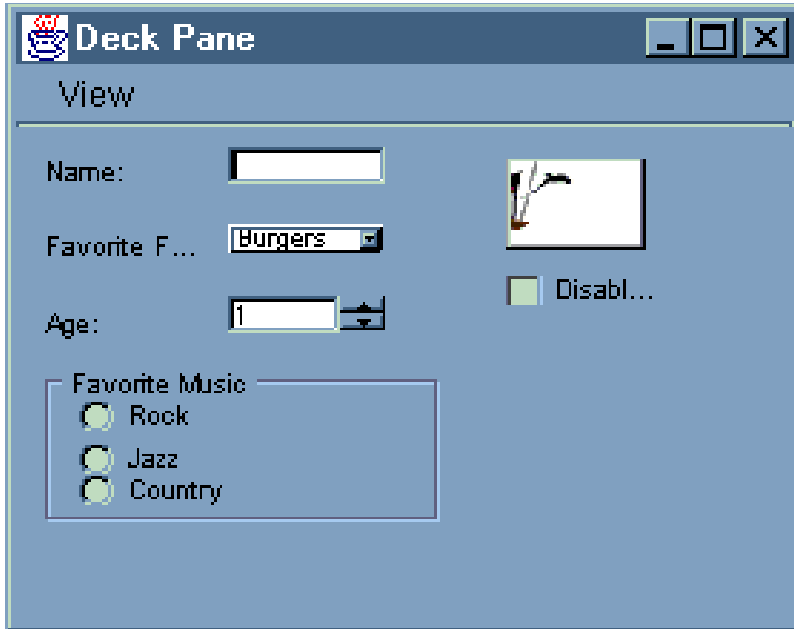 Deck Pane
View
Name:
Favorite F...
Burgers
Disabl...
Age:
1
Favorite Music
Rock
Jazz
Country